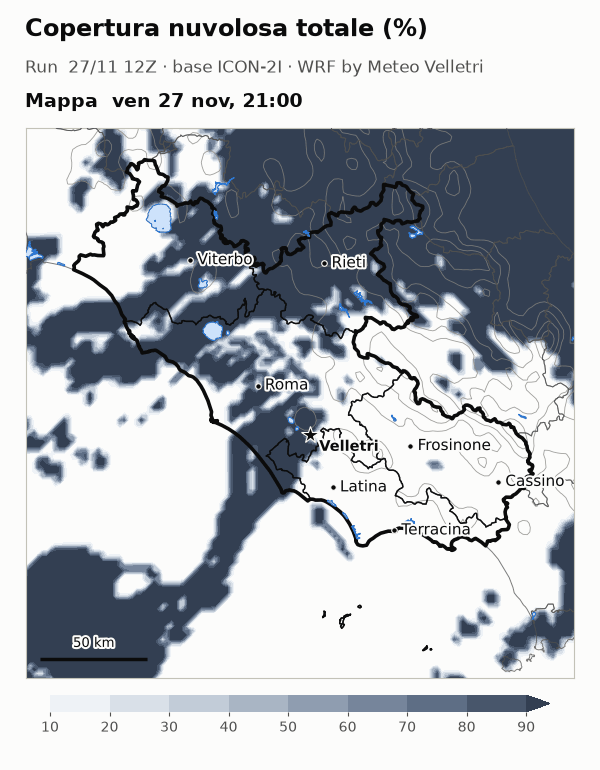 Copertura nuvolosa totale (%)
Run  27/11 12Z · base ICON-2I · WRF by Meteo Velletri
Mappa  ven 27 nov, 21:00
Viterbo
Rieti
Roma
Velletri
Frosinone
Latina
Cassino
Terracina
50 km
10 20 30 40 50 60 70 80 90